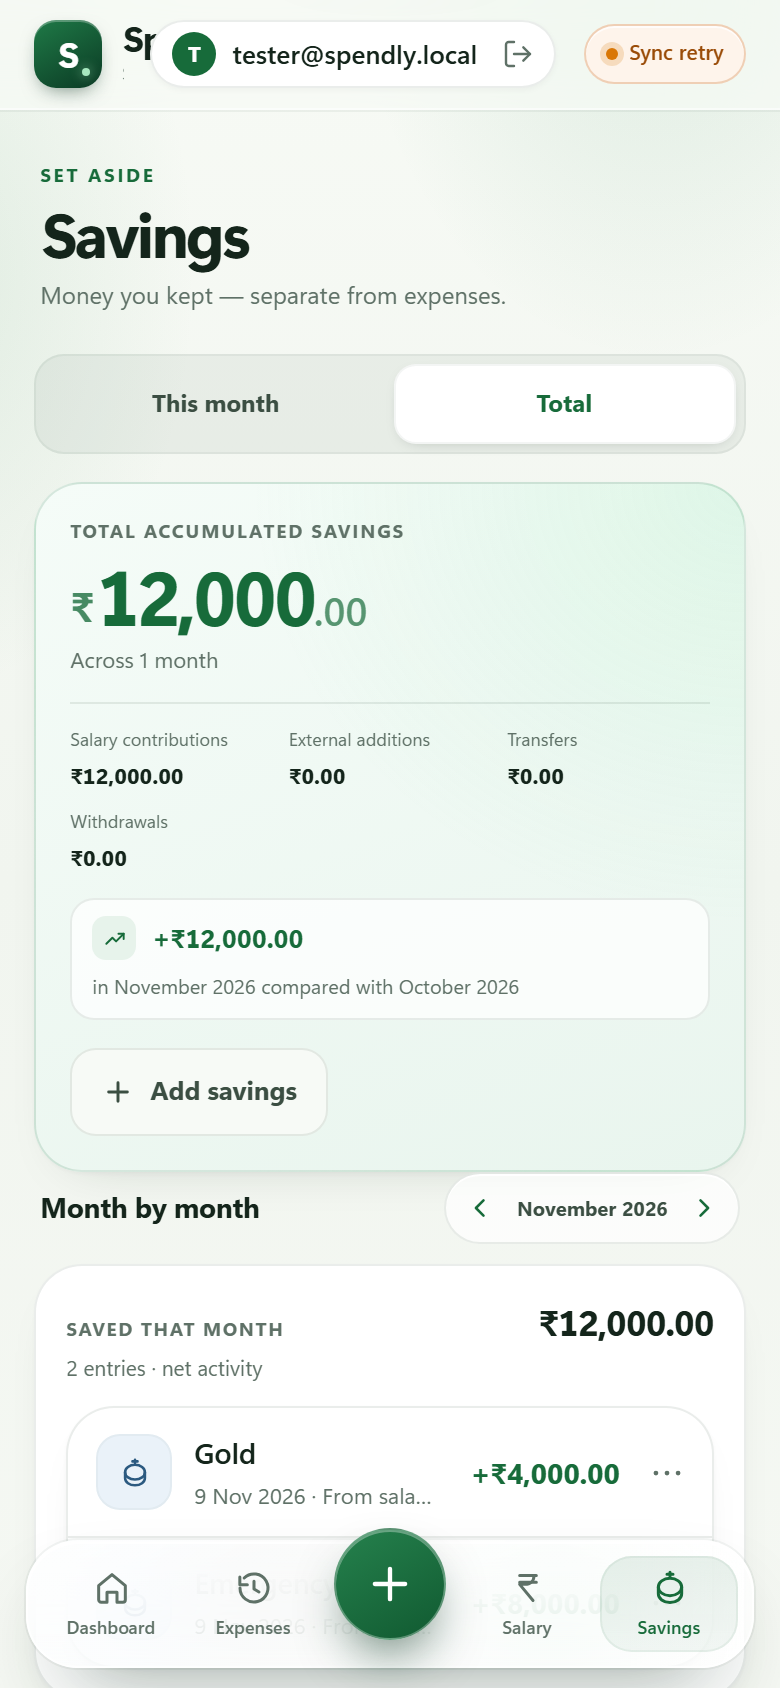 S
Sp
T
tester@spendly.local
Sync retry
SET ASIDE
Savings
Money you kept — separate from expenses.
This month
Total
TOTAL ACCUMULATED SAVINGS
₹12,000.00
Across 1 month
Salary contributions
₹12,000.00
External additions
₹0.00
Transfers
₹0.00
Withdrawals
₹0.00
+₹12,000.00
in November 2026 compared with October 2026
+ Add savings
Month by month
November 2026
SAVED THAT MONTH
₹12,000.00
2 entries · net activity
Gold
9 Nov 2026 · From sala...
+₹4,000.00
Emergency
+₹8,000.00
Dashboard
Expenses
Salary
Savings